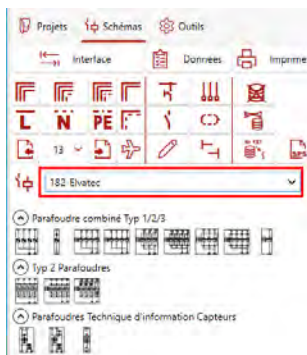 Projets Schémas Outils
Interface Données Imprime
L N PE
13
182 Elvatec
Parafoudre combiné Typ 1/2/3
Typ 2 Parafoudres
Parafoudres Technique d'information Capteurs